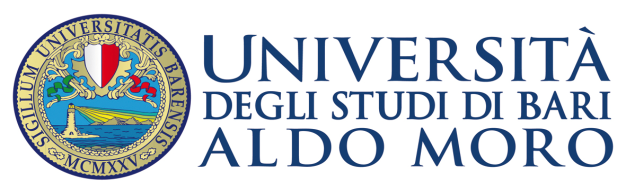 SIGILLUM UNIVERSITATIS BARENSIS
MCMXXV
UNIVERSITÀ
DEGLI STUDI DI BARI
ALDO MORO